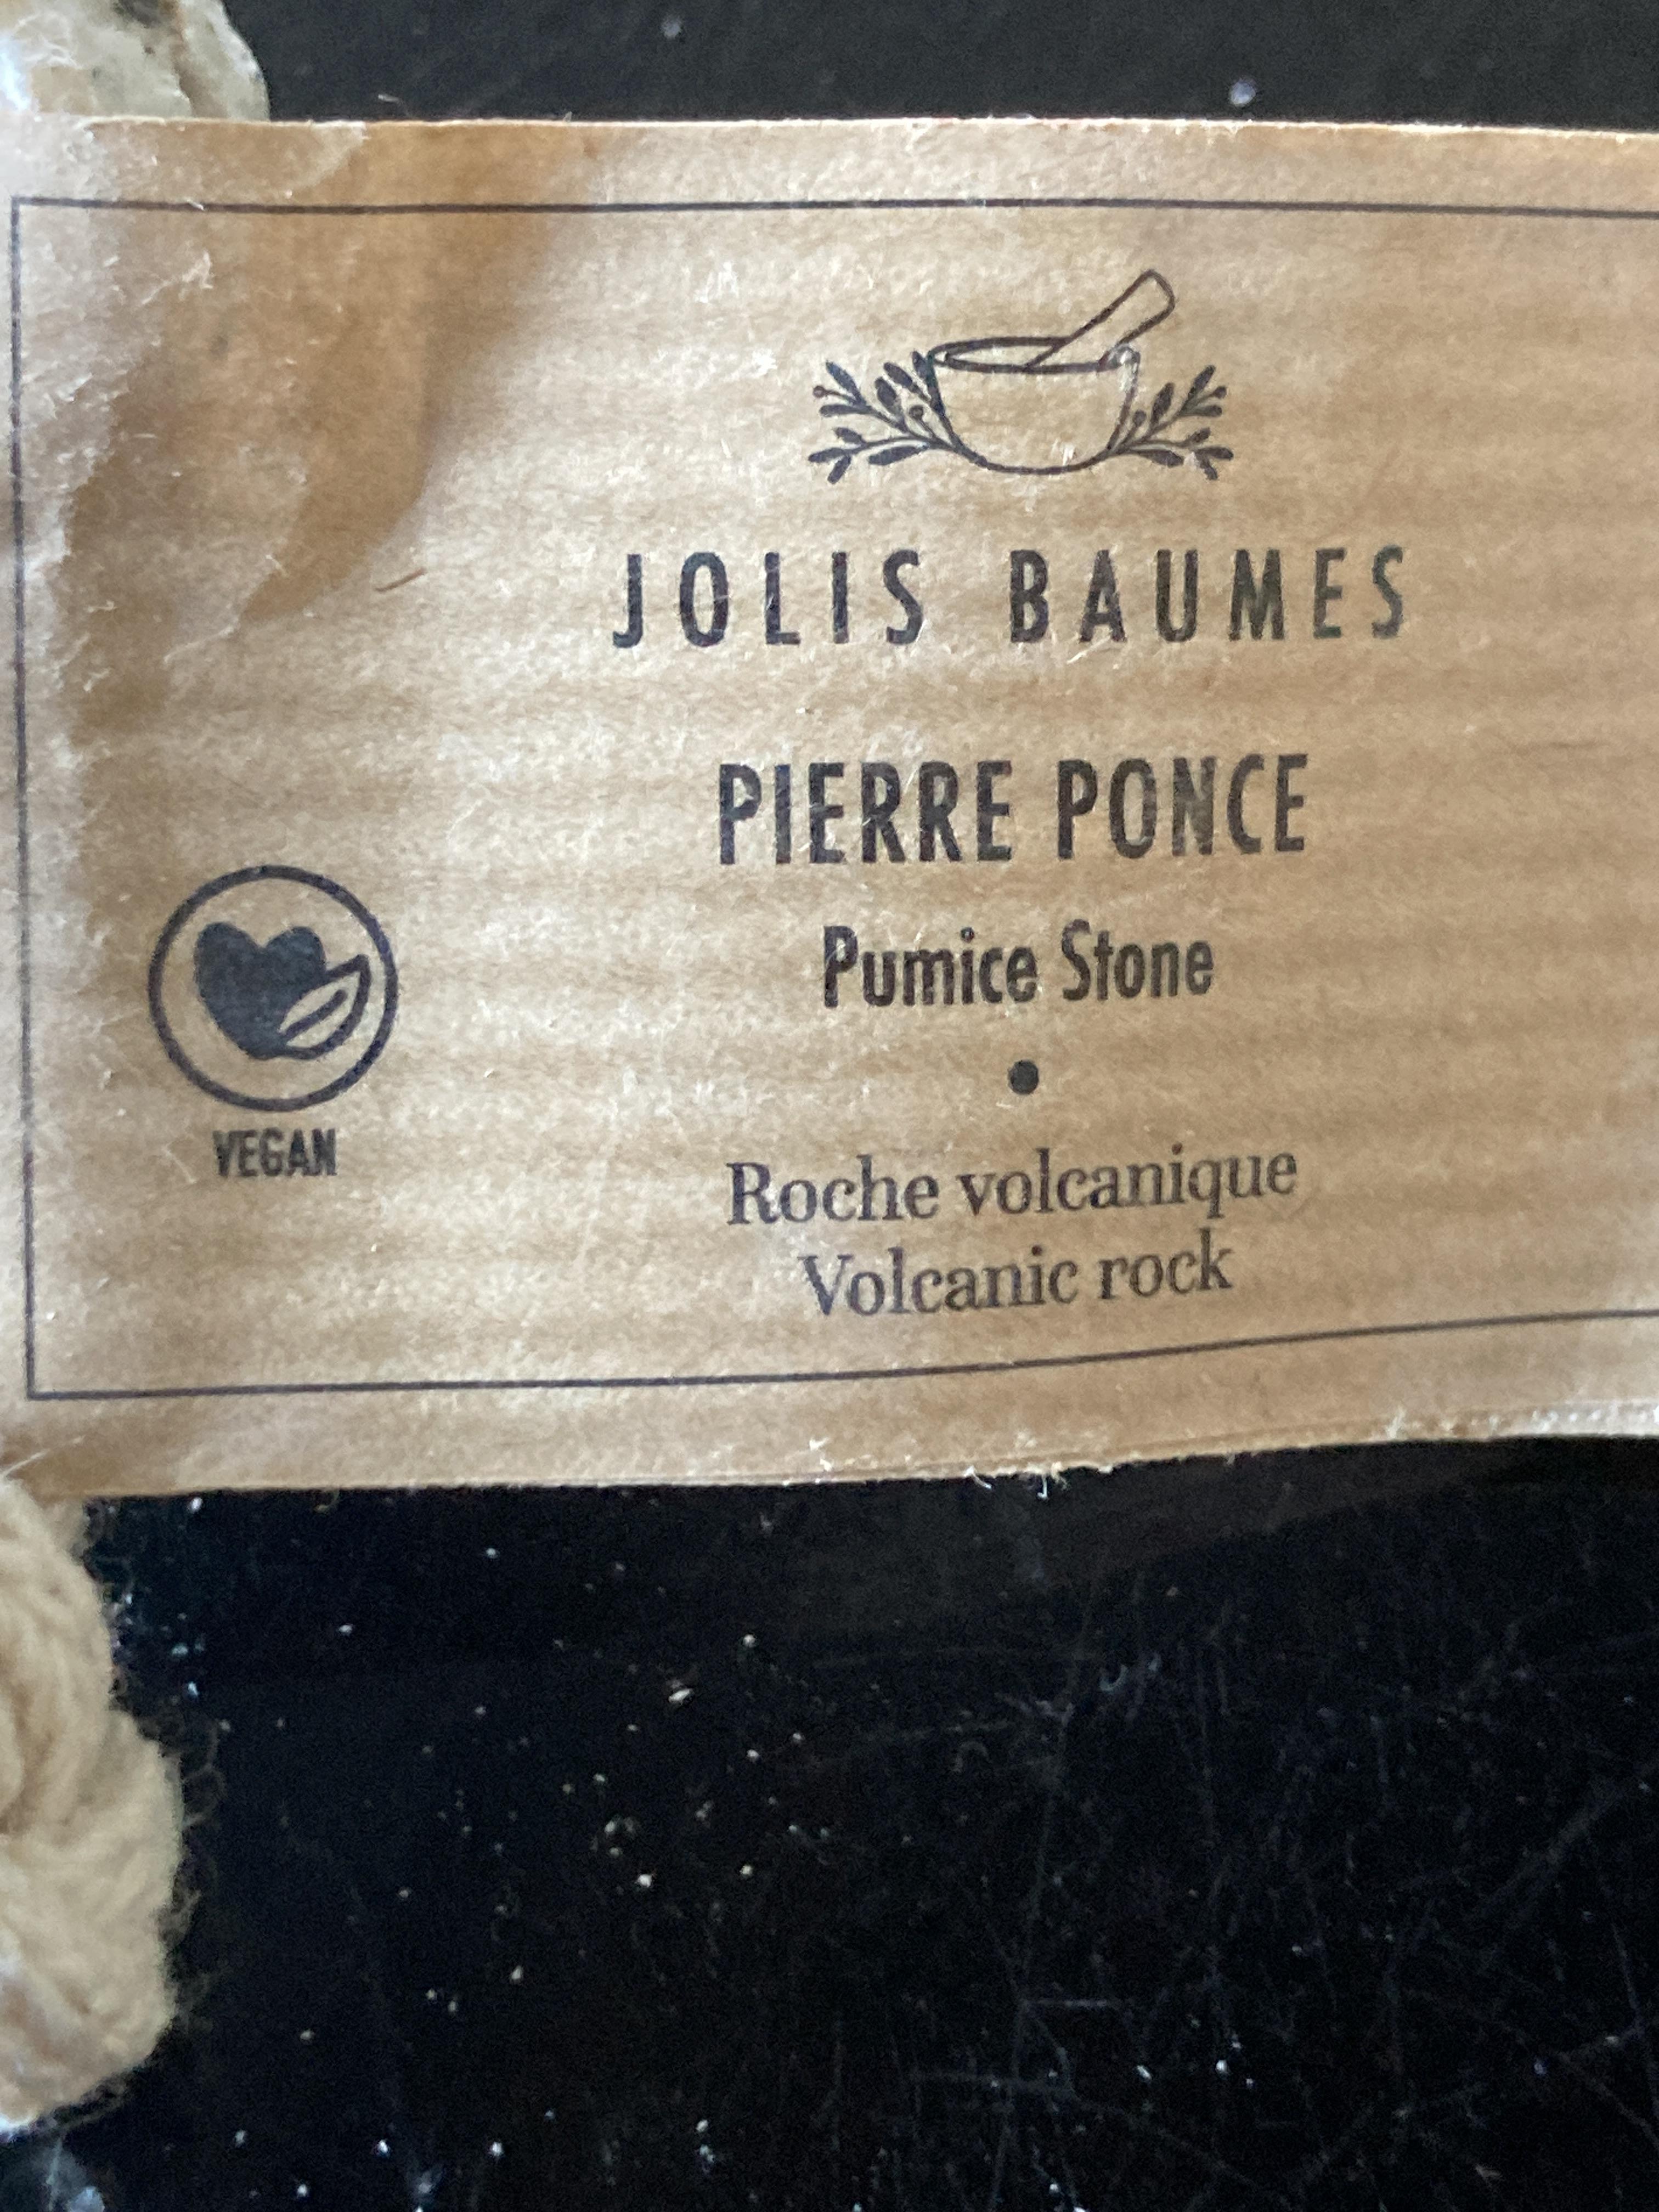 JOLIS BAUMES
PIERRE PONCE
Pumice Stone
•
VEGAN
Roche volcanique
Volcanic rock